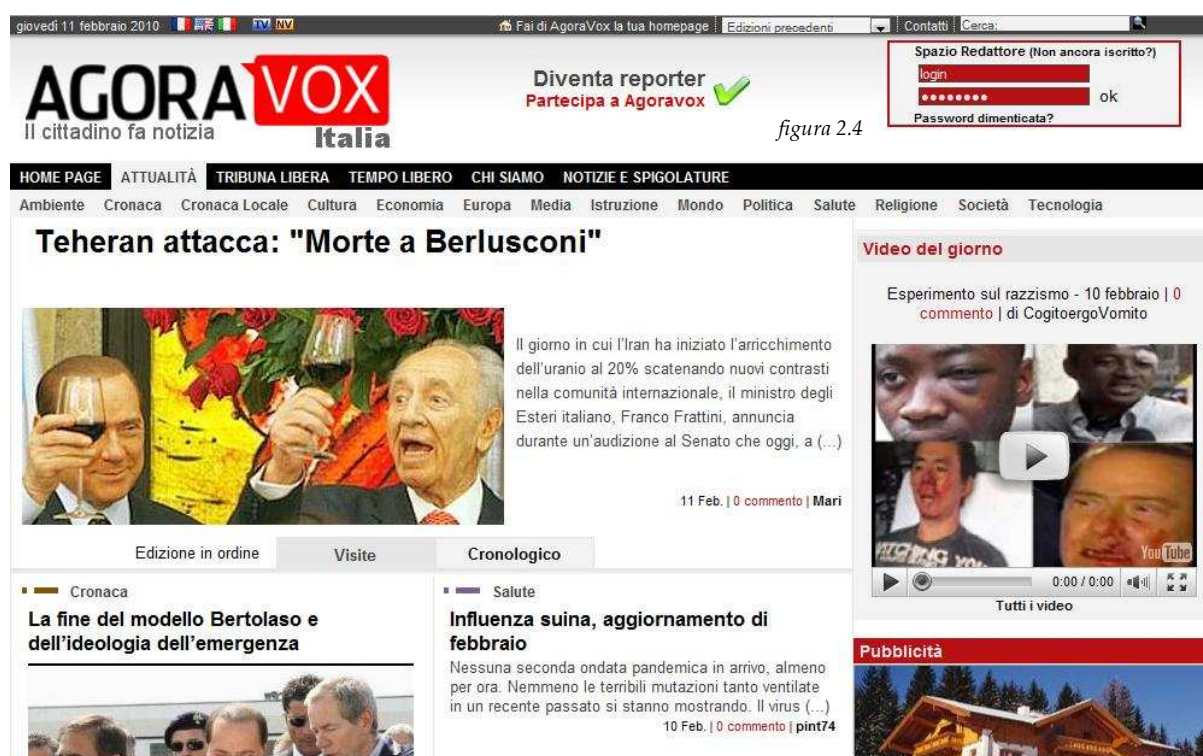 giovedì 11 febbraio 2010 TV NV Fai di AgoraVox la tua homepage Edizioni precedenti Contatti Cerca:
Spazio Redattore (Non ancora iscritto?)
login
ok
Password dimenticata?
AGORAVOX
Il cittadino fa notizia
Italia
Diventa reporter
Partecipa a Agoravox
figura 2.4
HOME PAGE ATTUALITÀ TRIBUNA LIBERA TEMPO LIBERO CHI SIAMO NOTIZIE E SPIGOLATURE
Ambiente Cronaca Cronaca Locale Cultura Economia Europa Media Istruzione Mondo Politica Salute Religione Società Tecnologia
Teheran attacca: "Morte a Berlusconi"
Il giorno in cui l'Iran ha iniziato l'arricchimento
dell'uranio al 20% scatenando nuovi contrasti
nella comunità internazionale, il ministro degli
Esteri italiano, Franco Frattini, annuncia
durante un'audizione al Senato che oggi, a (...)
11 Feb. | 0 commento | Mari
Edizione in ordine Visite Cronologico
Cronaca
La fine del modello Bertolaso e
dell'ideologia dell'emergenza
Salute
Influenza suina, aggiornamento di
febbraio
Nessuna seconda ondata pandemica in arrivo, almeno
per ora. Nemmeno le terribili mutazioni tanto ventilate
in un recente passato si stanno mostrando. Il virus (...)
10 Feb. | 0 commento | pint74
Video del giorno
Esperimento sul razzismo - 10 febbraio | 0
commento | di CogitoergoVomito
YouTube
0:00 / 0:00
Tutti i video
Pubblicità